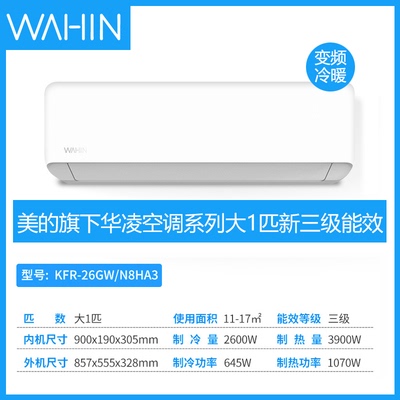 WAHIN
变频
冷暖
WAHIN
美的旗下华凌空调系列大1匹新三级能效
型号: KFR-26GW/N8HA3
匹数 大1匹 使用面积 11-17㎡ 能效等级 三级
内机尺寸 900x190x305mm 制冷量 2600W 制热量 3900W
外机尺寸 857x555x328mm 制冷功率 645W 制热功率 1070W